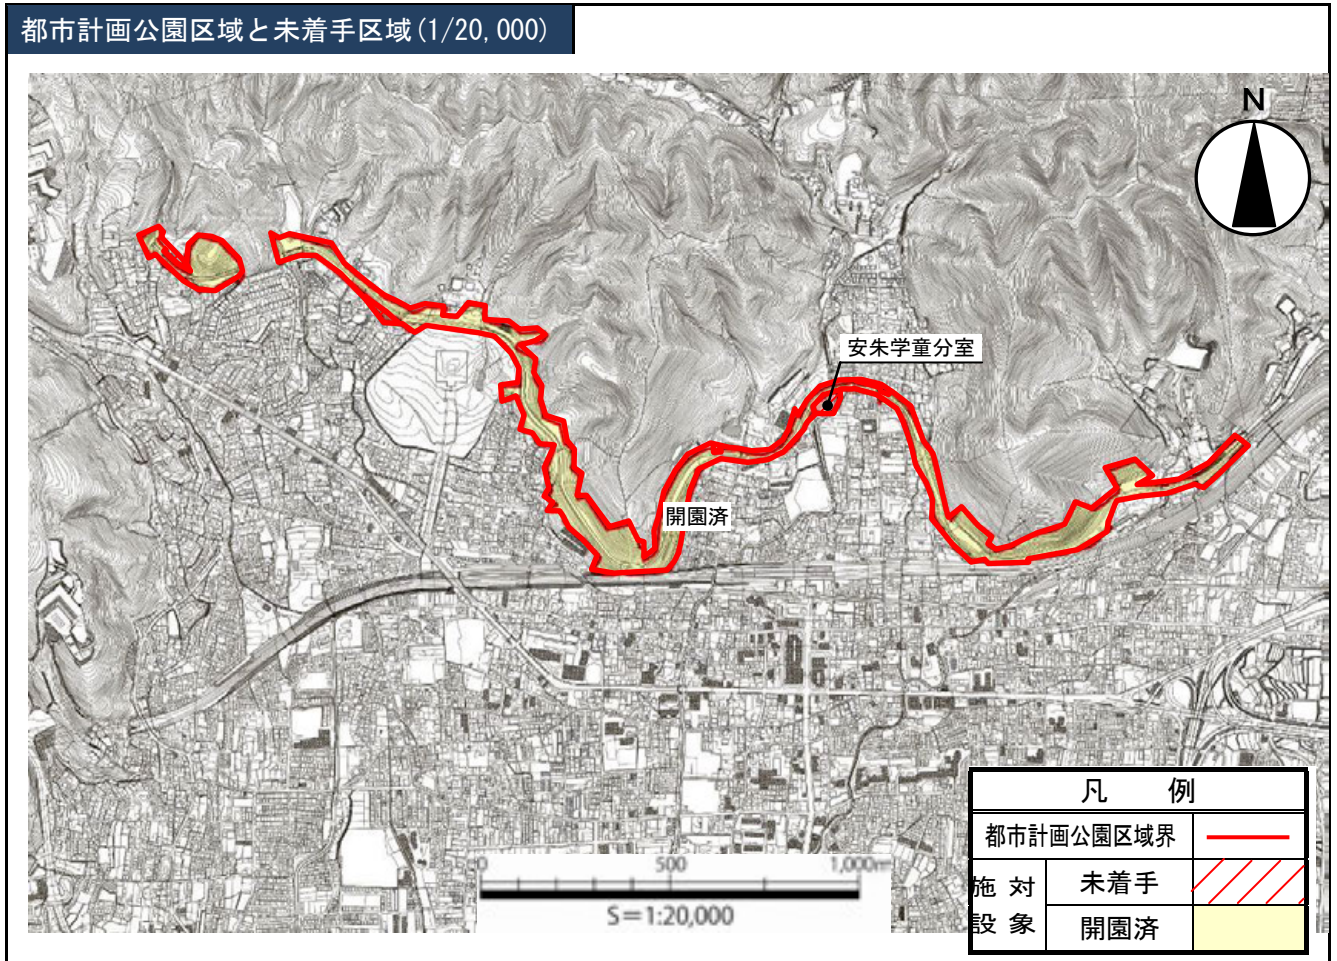 都市計画公園区域と未着手区域(1/20,000)
N
安朱学童分室
開園済
0 500 1,000m
S=1:20,000
凡 例
都市計画公園区域界
施設対象
未着手
開園済